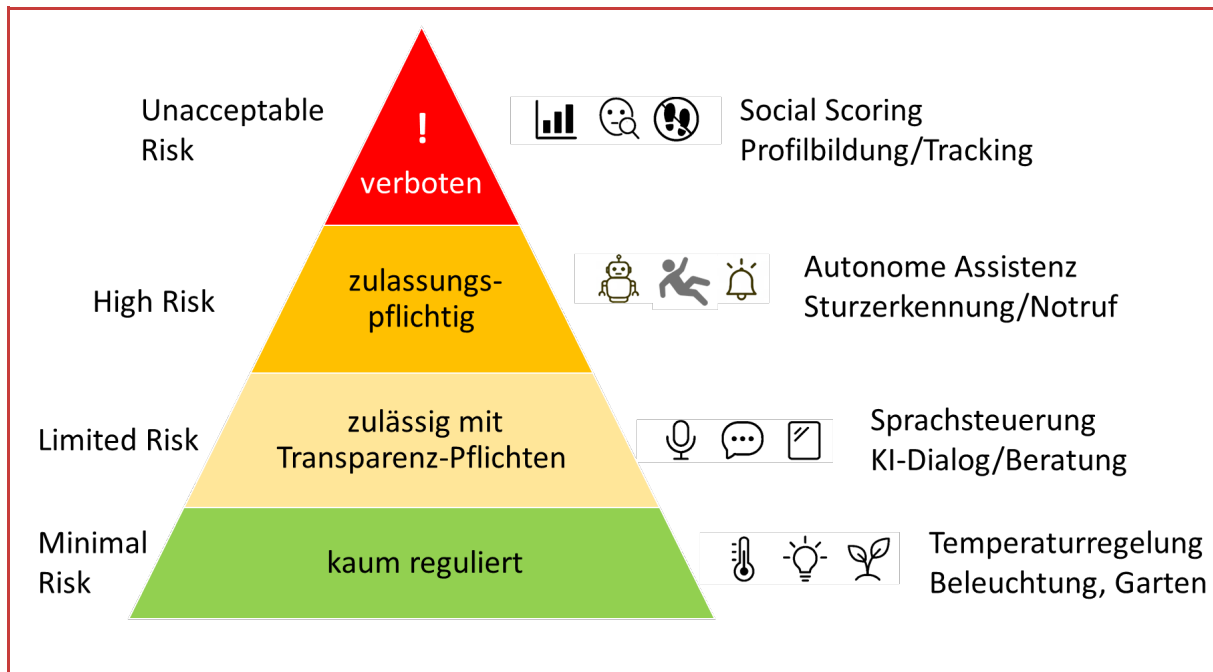 Unacceptable
Risk
!
verboten
Social Scoring
Profilbildung/Tracking
High Risk
zulassungs-
pflichtig
Autonome Assistenz
Sturzerkennung/Notruf
Limited Risk
zulässig mit
Transparenz-Pflichten
Sprachsteuerung
KI-Dialog/Beratung
Minimal
Risk
kaum reguliert
Temperaturregelung
Beleuchtung, Garten